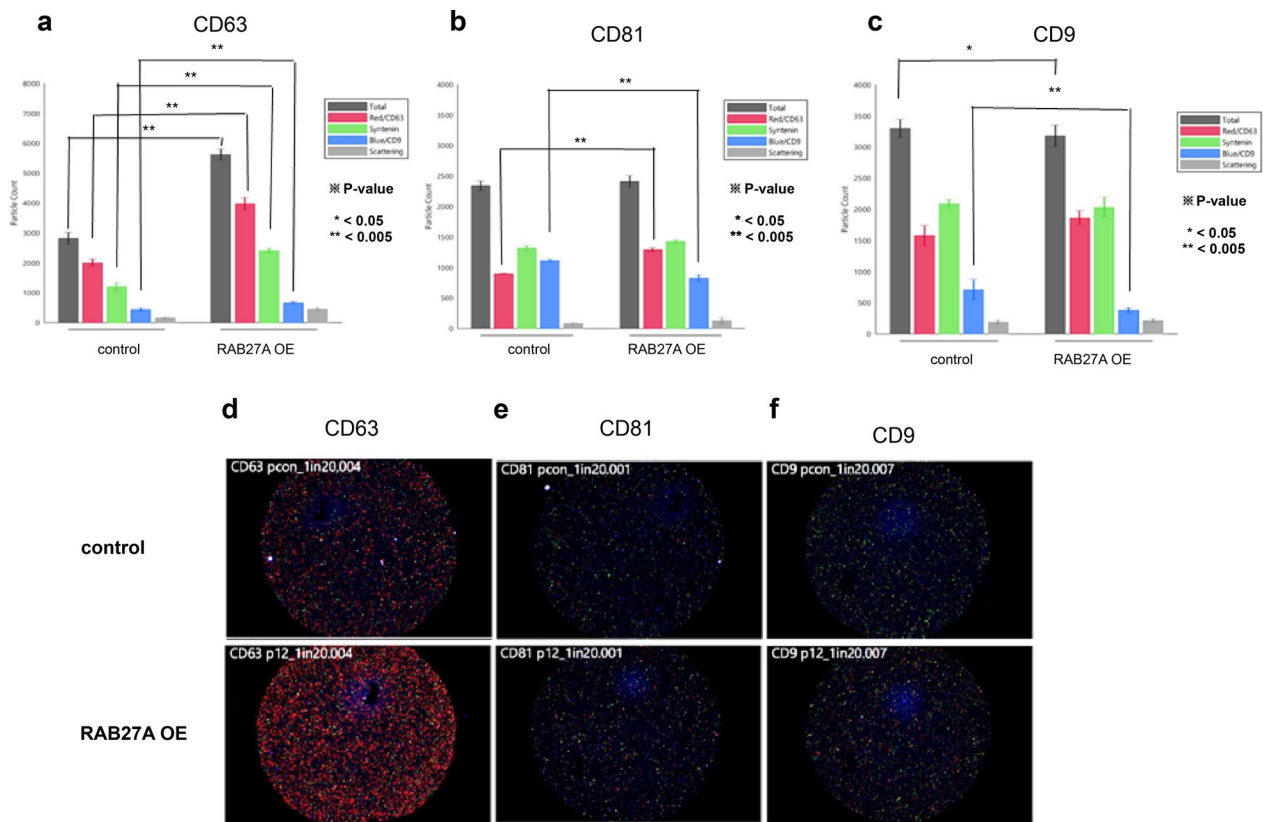 a
CD63
**
**
**
**
8000
7000
6000
5000
4000
3000
2000
1000
0
Particle Count
control
RAB27A OE
Total
Red/CD63
Syntenin
Blue/CD9
Scattering
※ P-value
* < 0.05
** < 0.005
b
CD81
**
**
4000
3500
3000
2500
2000
1500
1000
500
0
Particle Count
control
RAB27A OE
Total
Red/CD63
Syntenin
Blue/CD9
Scattering
※ P-value
* < 0.05
** < 0.005
c
CD9
*
**
4000
3500
3000
2500
2000
1500
1000
500
0
Particle Count
control
RAB27A OE
Total
Red/CD63
Syntenin
Blue/CD9
Scattering
※ P-value
* < 0.05
** < 0.005
d
CD63
e
CD81
f
CD9
control
CD63 pcon_1in20.004
CD81 pcon_1in20.001
CD9 pcon_1in20.007
RAB27A OE
CD63 p12_1in20.004
CD81 p12_1in20.001
CD9 p12_1in20.007